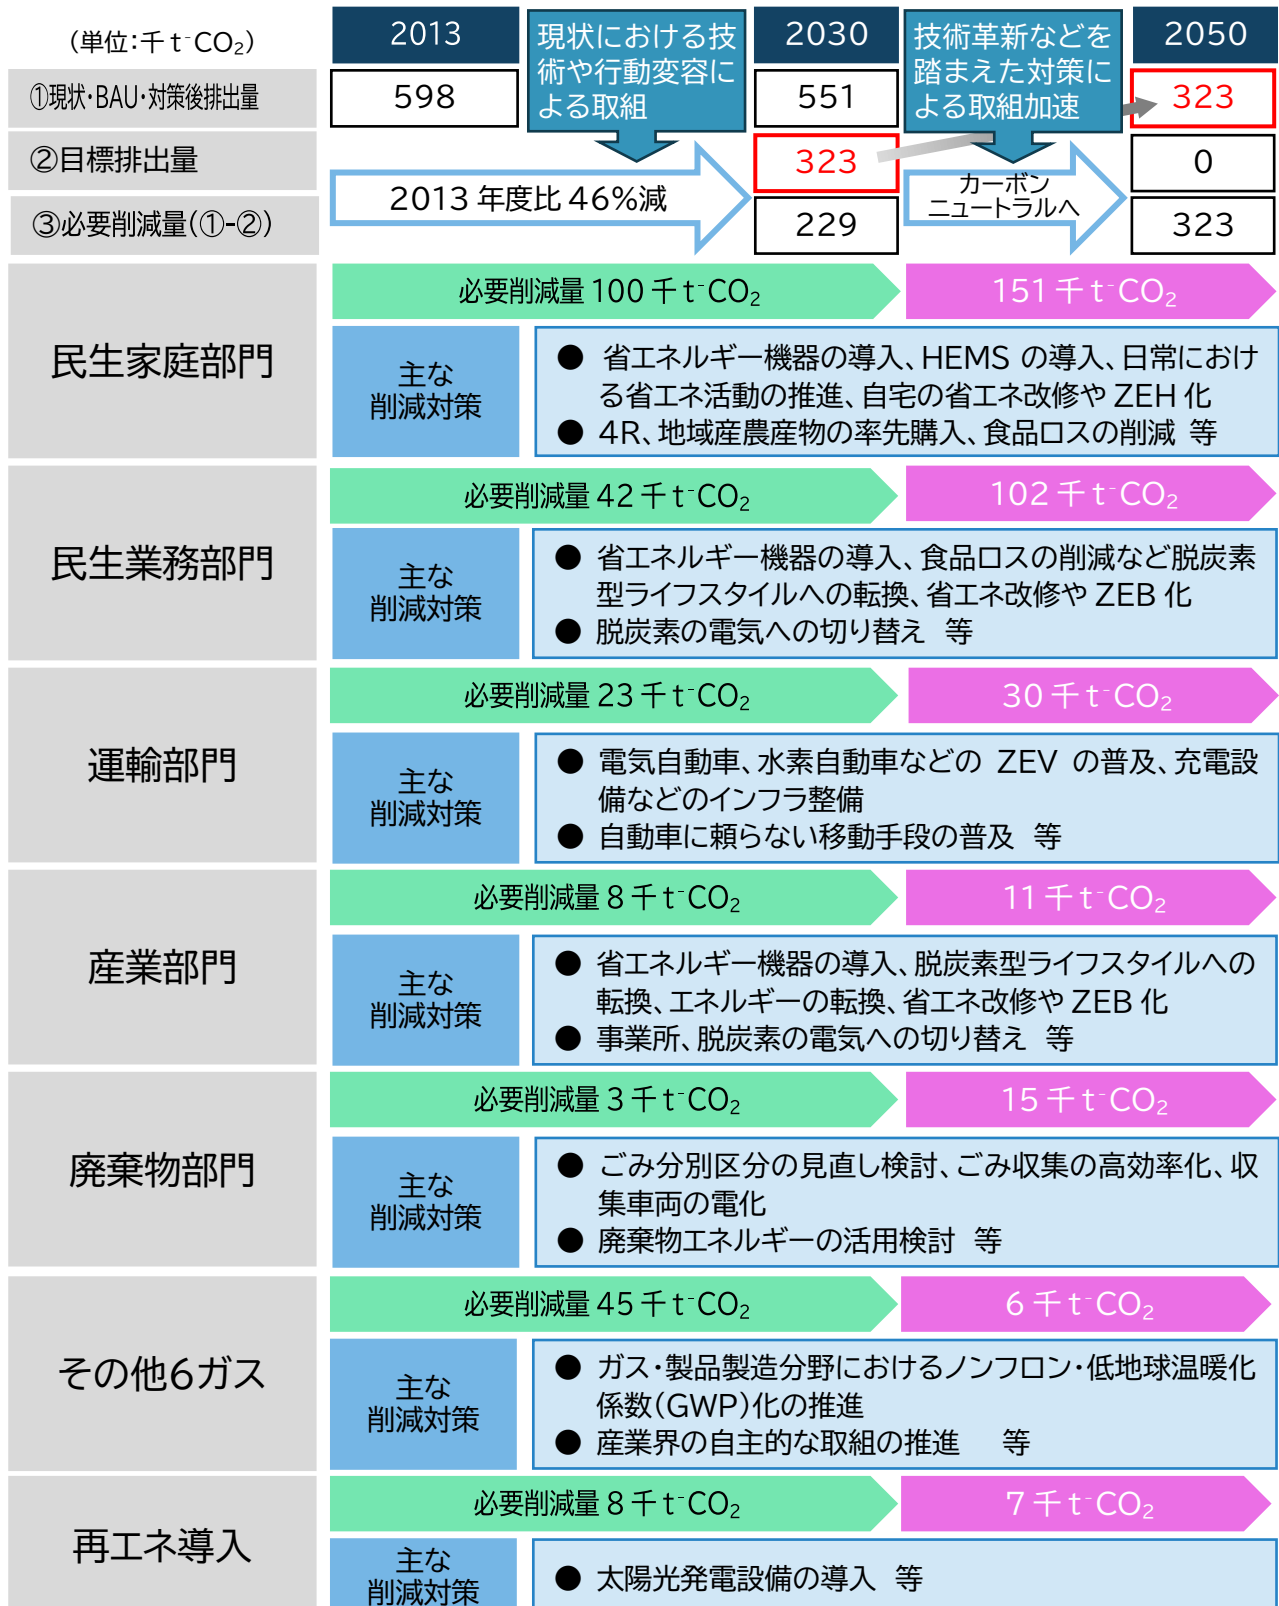 (単位:千t-CO₂)
2013
2030
2050
現状における技
術や行動変容に
よる取組
技術革新などを
踏まえた対策に
よる取組加速
①現状・BAU・対策後排出量
598
551
323
②目標排出量
323
0
2013年度比46%減
カーボン
ニュートラルへ
③必要削減量(①-②)
229
323
民生家庭部門
必要削減量100千t-CO₂
151千t-CO₂
主な
削減対策
● 省エネルギー機器の導入、HEMSの導入、日常におけ
る省エネ活動の推進、自宅の省エネ改修やZEH化
● 4R、地域産農産物の率先購入、食品ロスの削減 等
民生業務部門
必要削減量42千t-CO₂
102千t-CO₂
主な
削減対策
● 省エネルギー機器の導入、食品ロスの削減など脱炭素
型ライフスタイルへの転換、省エネ改修やZEB化
● 脱炭素の電気への切り替え 等
運輸部門
必要削減量23千t-CO₂
30千t-CO₂
主な
削減対策
● 電気自動車、水素自動車などの ZEV の普及、充電設
備などのインフラ整備
● 自動車に頼らない移動手段の普及 等
産業部門
必要削減量8千t-CO₂
11千t-CO₂
主な
削減対策
● 省エネルギー機器の導入、脱炭素型ライフスタイルへの
転換、エネルギーの転換、省エネ改修やZEB化
● 事業所、脱炭素の電気への切り替え 等
廃棄物部門
必要削減量3千t-CO₂
15千t-CO₂
主な
削減対策
● ごみ分別区分の見直し検討、ごみ収集の高効率化、収
集車両の電化
● 廃棄物エネルギーの活用検討 等
その他6ガス
必要削減量45千t-CO₂
6千t-CO₂
主な
削減対策
● ガス・製品製造分野におけるノンフロン・低地球温暖化
係数(GWP)化の推進
● 産業界の自主的な取組の推進 等
再エネ導入
必要削減量8千t-CO₂
7千t-CO₂
主な
削減対策
● 太陽光発電設備の導入 等